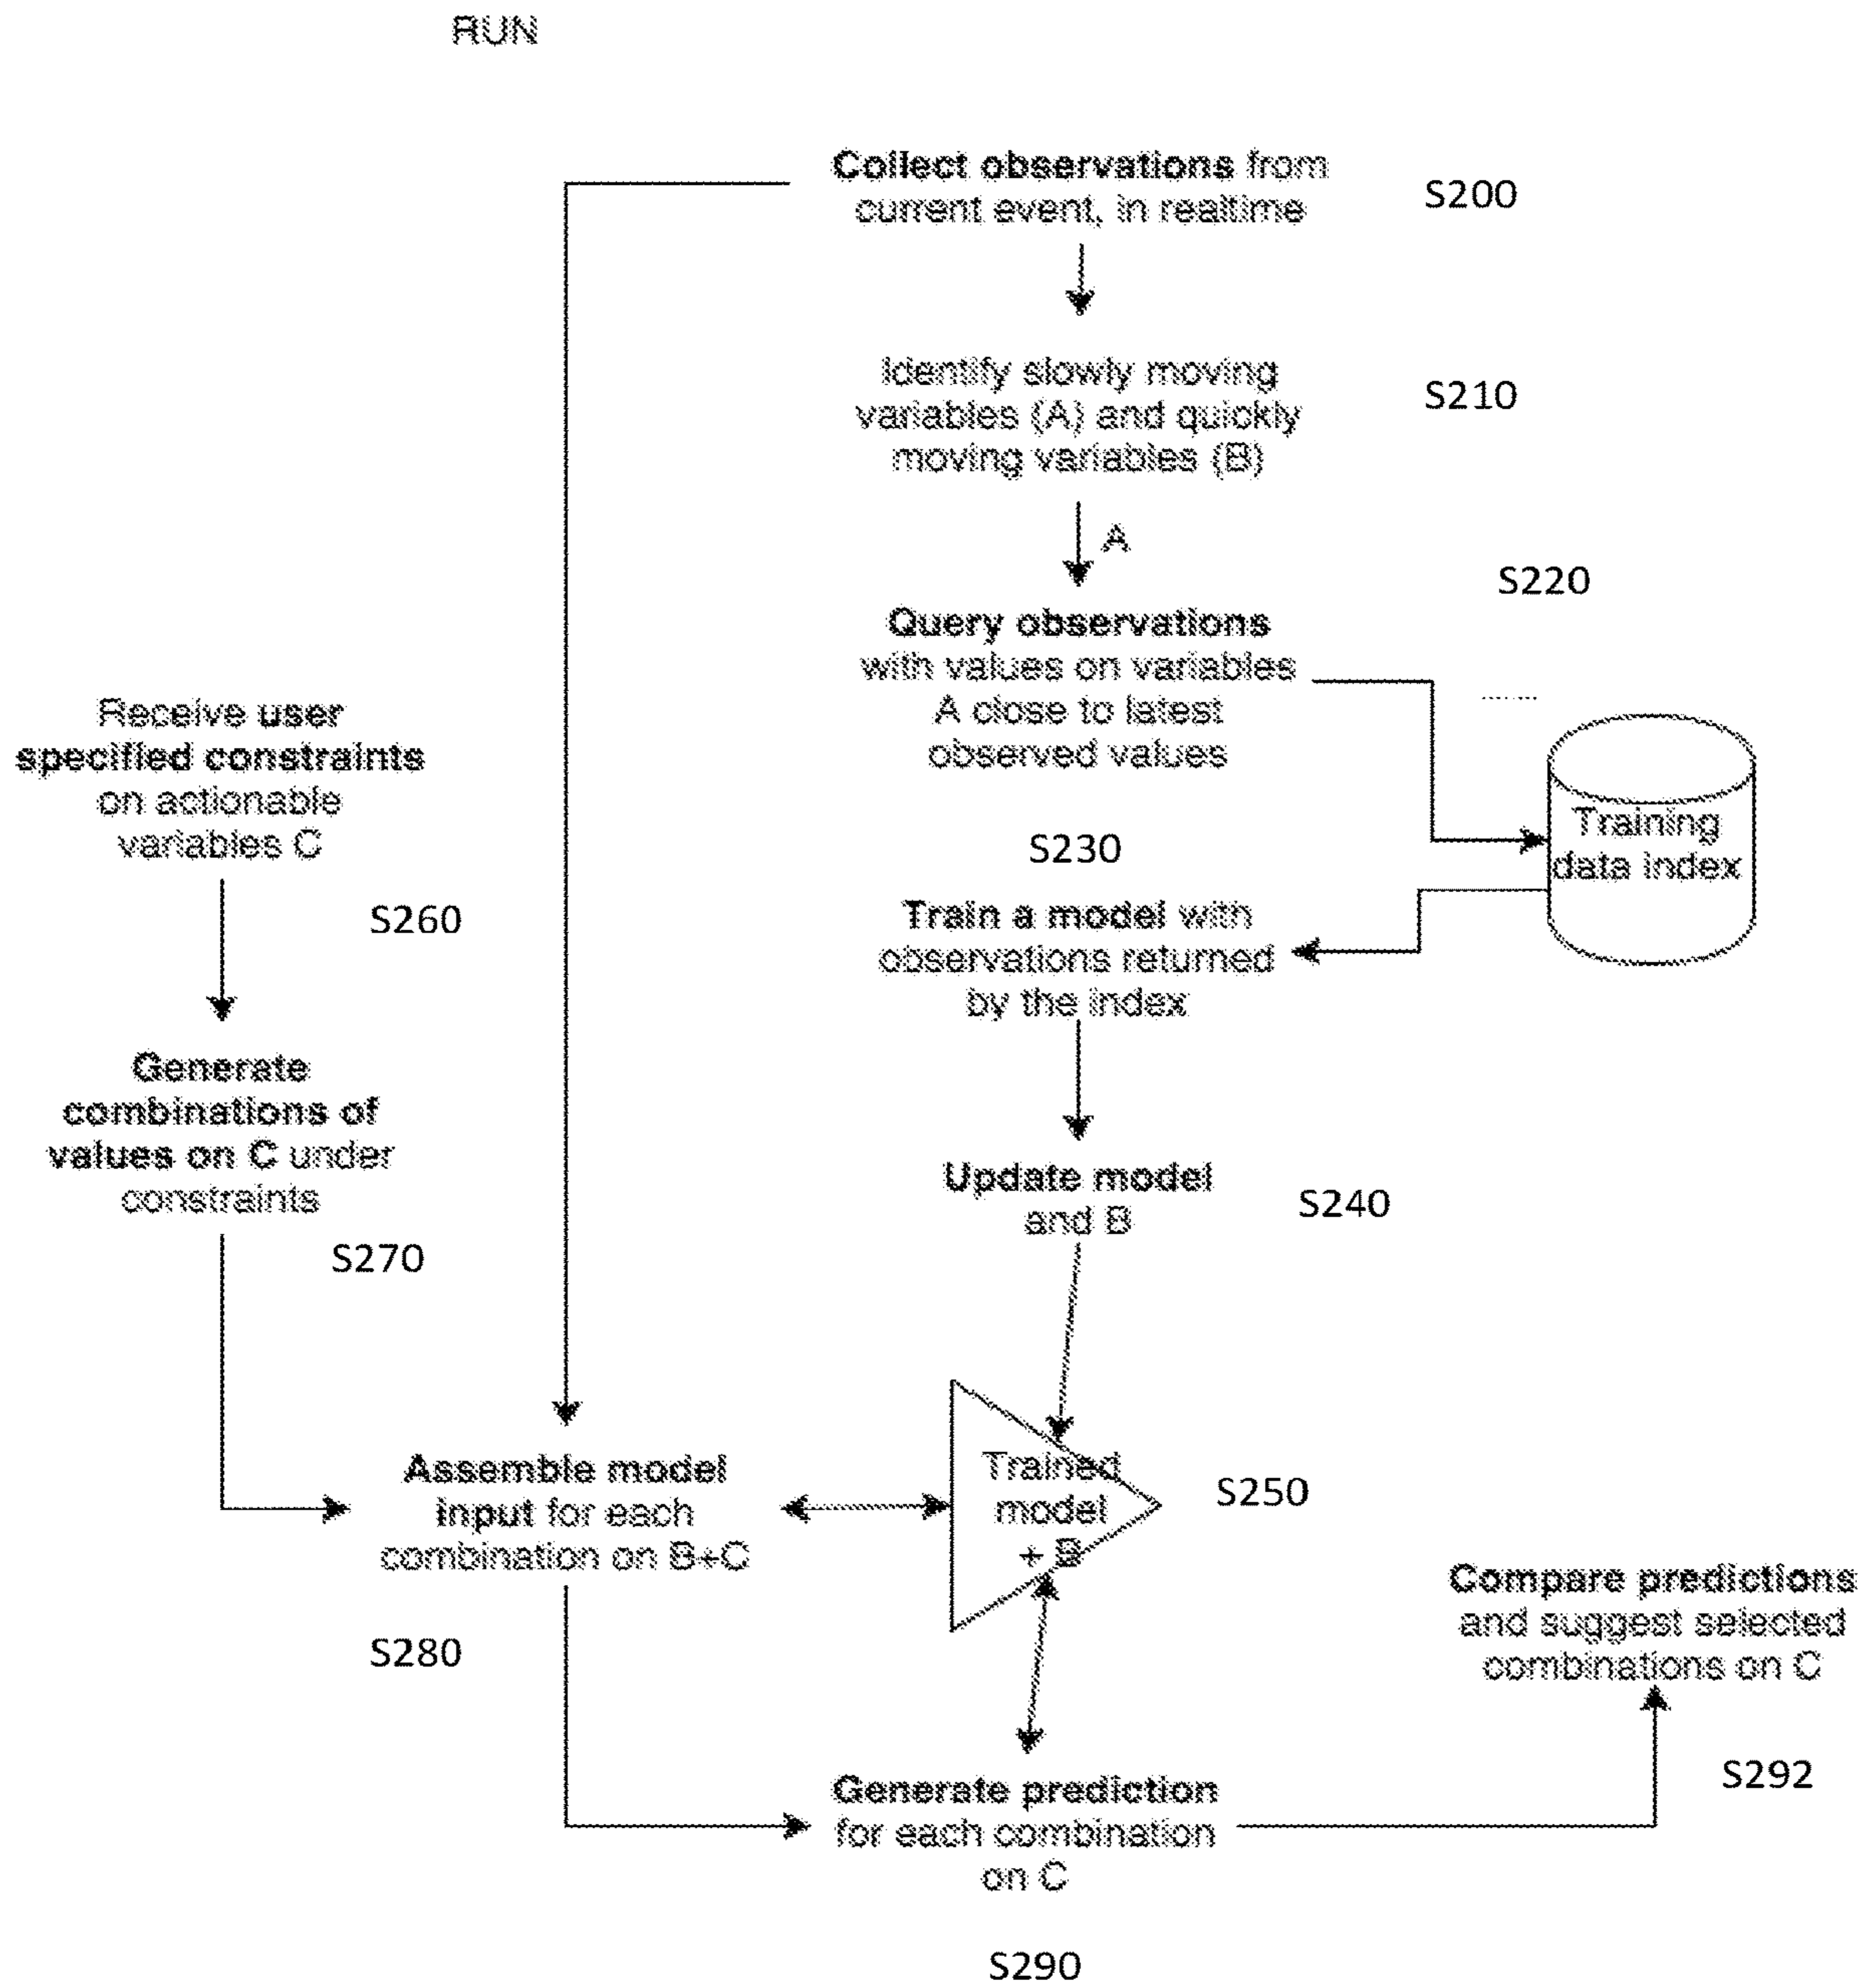 RUN
Collect observations from
current event, in realtime
S200
Identify slowly moving
variables (A) and quickly
moving variables (B)
S210
A
S220
Query observations
with values on variables
A close to latest
observed values
Training
data index
S230
Train a model with
observations returned
by the index
Receive user
specified constraints
on actionable
variables C
S260
Generate
combinations of
values on C under
constraints
S270
Update model
and B
S240
Trained
model
+ B
S250
Assemble model
input for each
combination on B+C
S280
Generate prediction
for each combination
on C
S290
Compare predictions
and suggest selected
combinations on C
S292